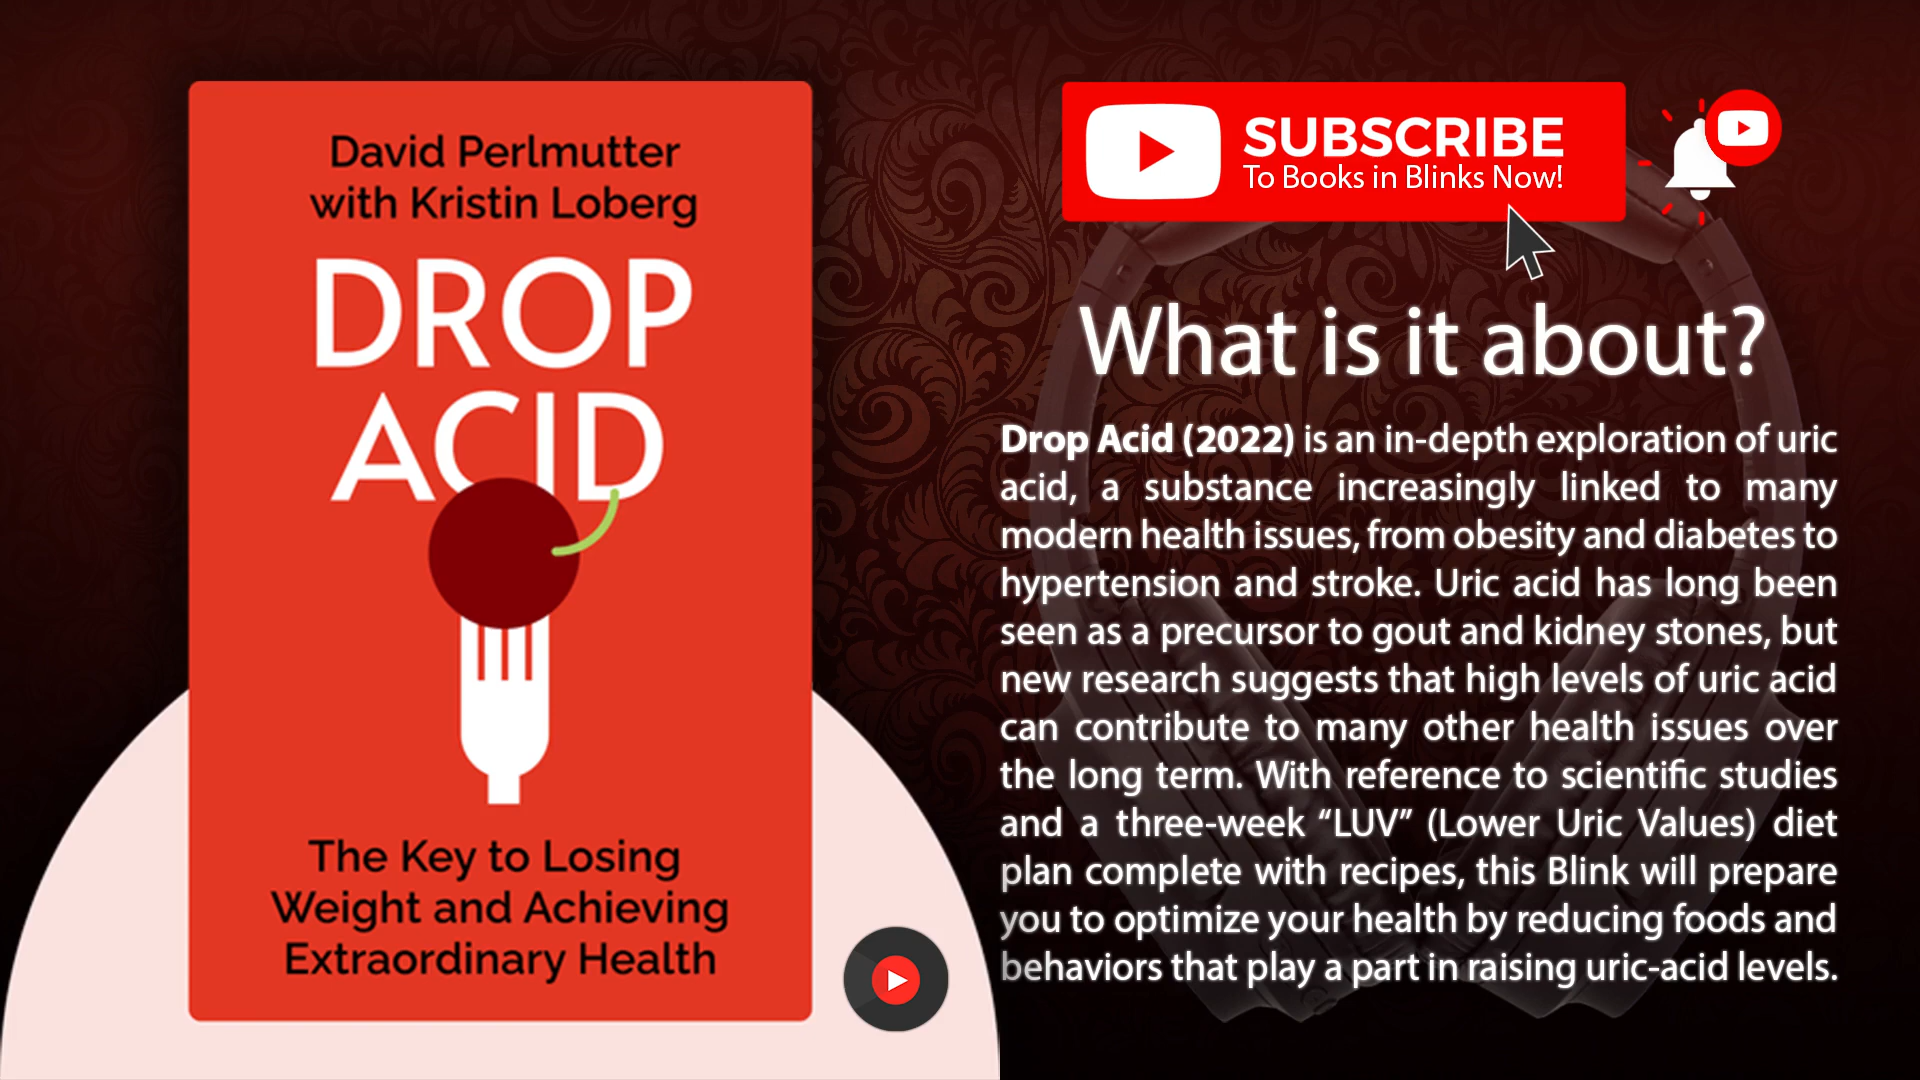 David Perlmutter
with Kristin Loberg
DROP
ACID
The Key to Losing
Weight and Achieving
Extraordinary Health
SUBSCRIBE
To Books in Blinks Now!
What is it about?
Drop Acid (2022) is an in-depth exploration of uric
acid, a substance increasingly linked to many
modern health issues, from obesity and diabetes to
hypertension and stroke. Uric acid has long been
seen as a precursor to gout and kidney stones, but
new research suggests that high levels of uric acid
can contribute to many other health issues over
the long term. With reference to scientific studies
and a three-week “LUV” (Lower Uric Values) diet
plan complete with recipes, this Blink will prepare
you to optimize your health by reducing foods and
behaviors that play a part in raising uric-acid levels.